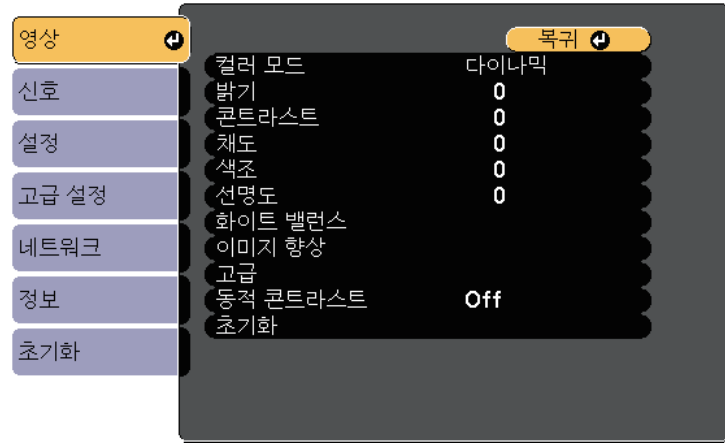 영상
신호
설정
고급 설정
네트워크
정보
초기화
복귀
컬러 모드 다이나믹
밝기 0
콘트라스트 0
채도 0
색조 0
선명도 0
화이트 밸런스
이미지 향상
고급
동적 콘트라스트 Off
초기화